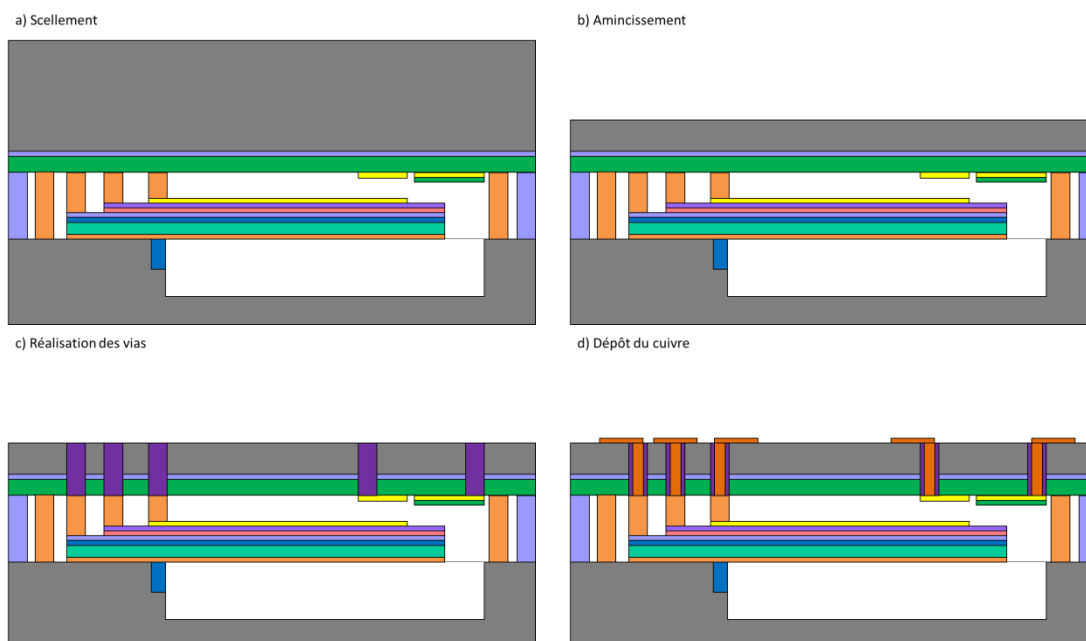 a) Scellement
b) Amincissement
c) Réalisation des vias
d) Dépôt du cuivre